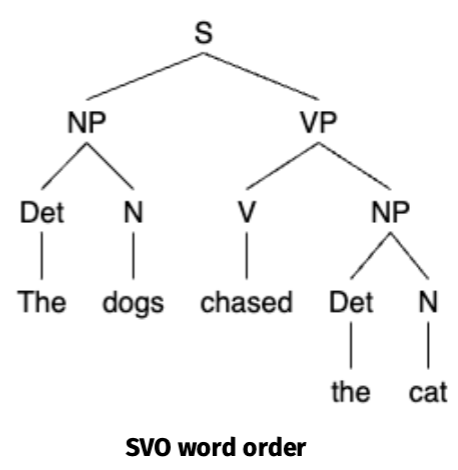 S
NP VP
Det N V NP
The dogs chased Det N
the cat
SVO word order